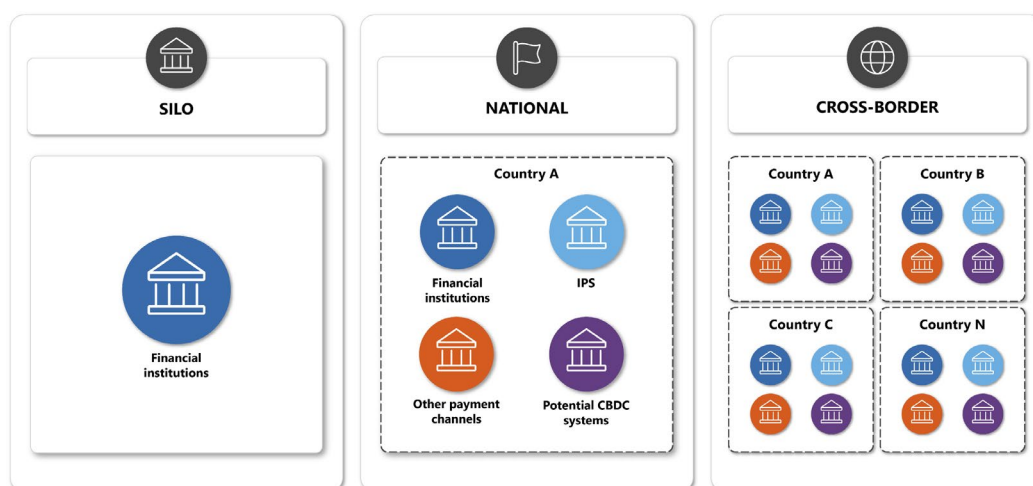 SILO
Financial
institutions
NATIONAL
Country A
Financial
institutions
IPS
Other payment
channels
Potential CBDC
systems
CROSS-BORDER
Country A
Country B
Country C
Country N